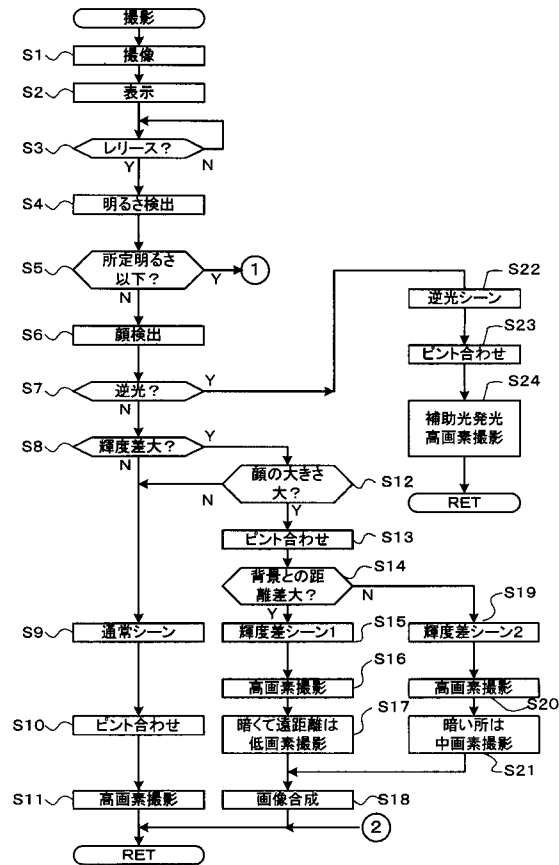 撮影
S1
撮像
S2
表示
S3
レリース？
Y
N
S4
明るさ検出
S5
所定明るさ
以下？
Y
1
N
S6
顔検出
S7
逆光？
Y
N
S8
輝度差大？
Y
N
S22
逆光シーン
S23
ピント合わせ
S24
補助光発光
高画素撮影
RET
顔の大きさ
大？
S12
N
Y
S13
ピント合わせ
S14
背景との距
離差大？
N
Y
S9
通常シーン
輝度差シーン1
S15
S19
輝度差シーン2
S16
高画素撮影
高画素撮影
S20
S10
ピント合わせ
暗くて遠距離は
低画素撮影
S17
暗い所は
中画素撮影
S21
S11
高画素撮影
画像合成
S18
2
RET